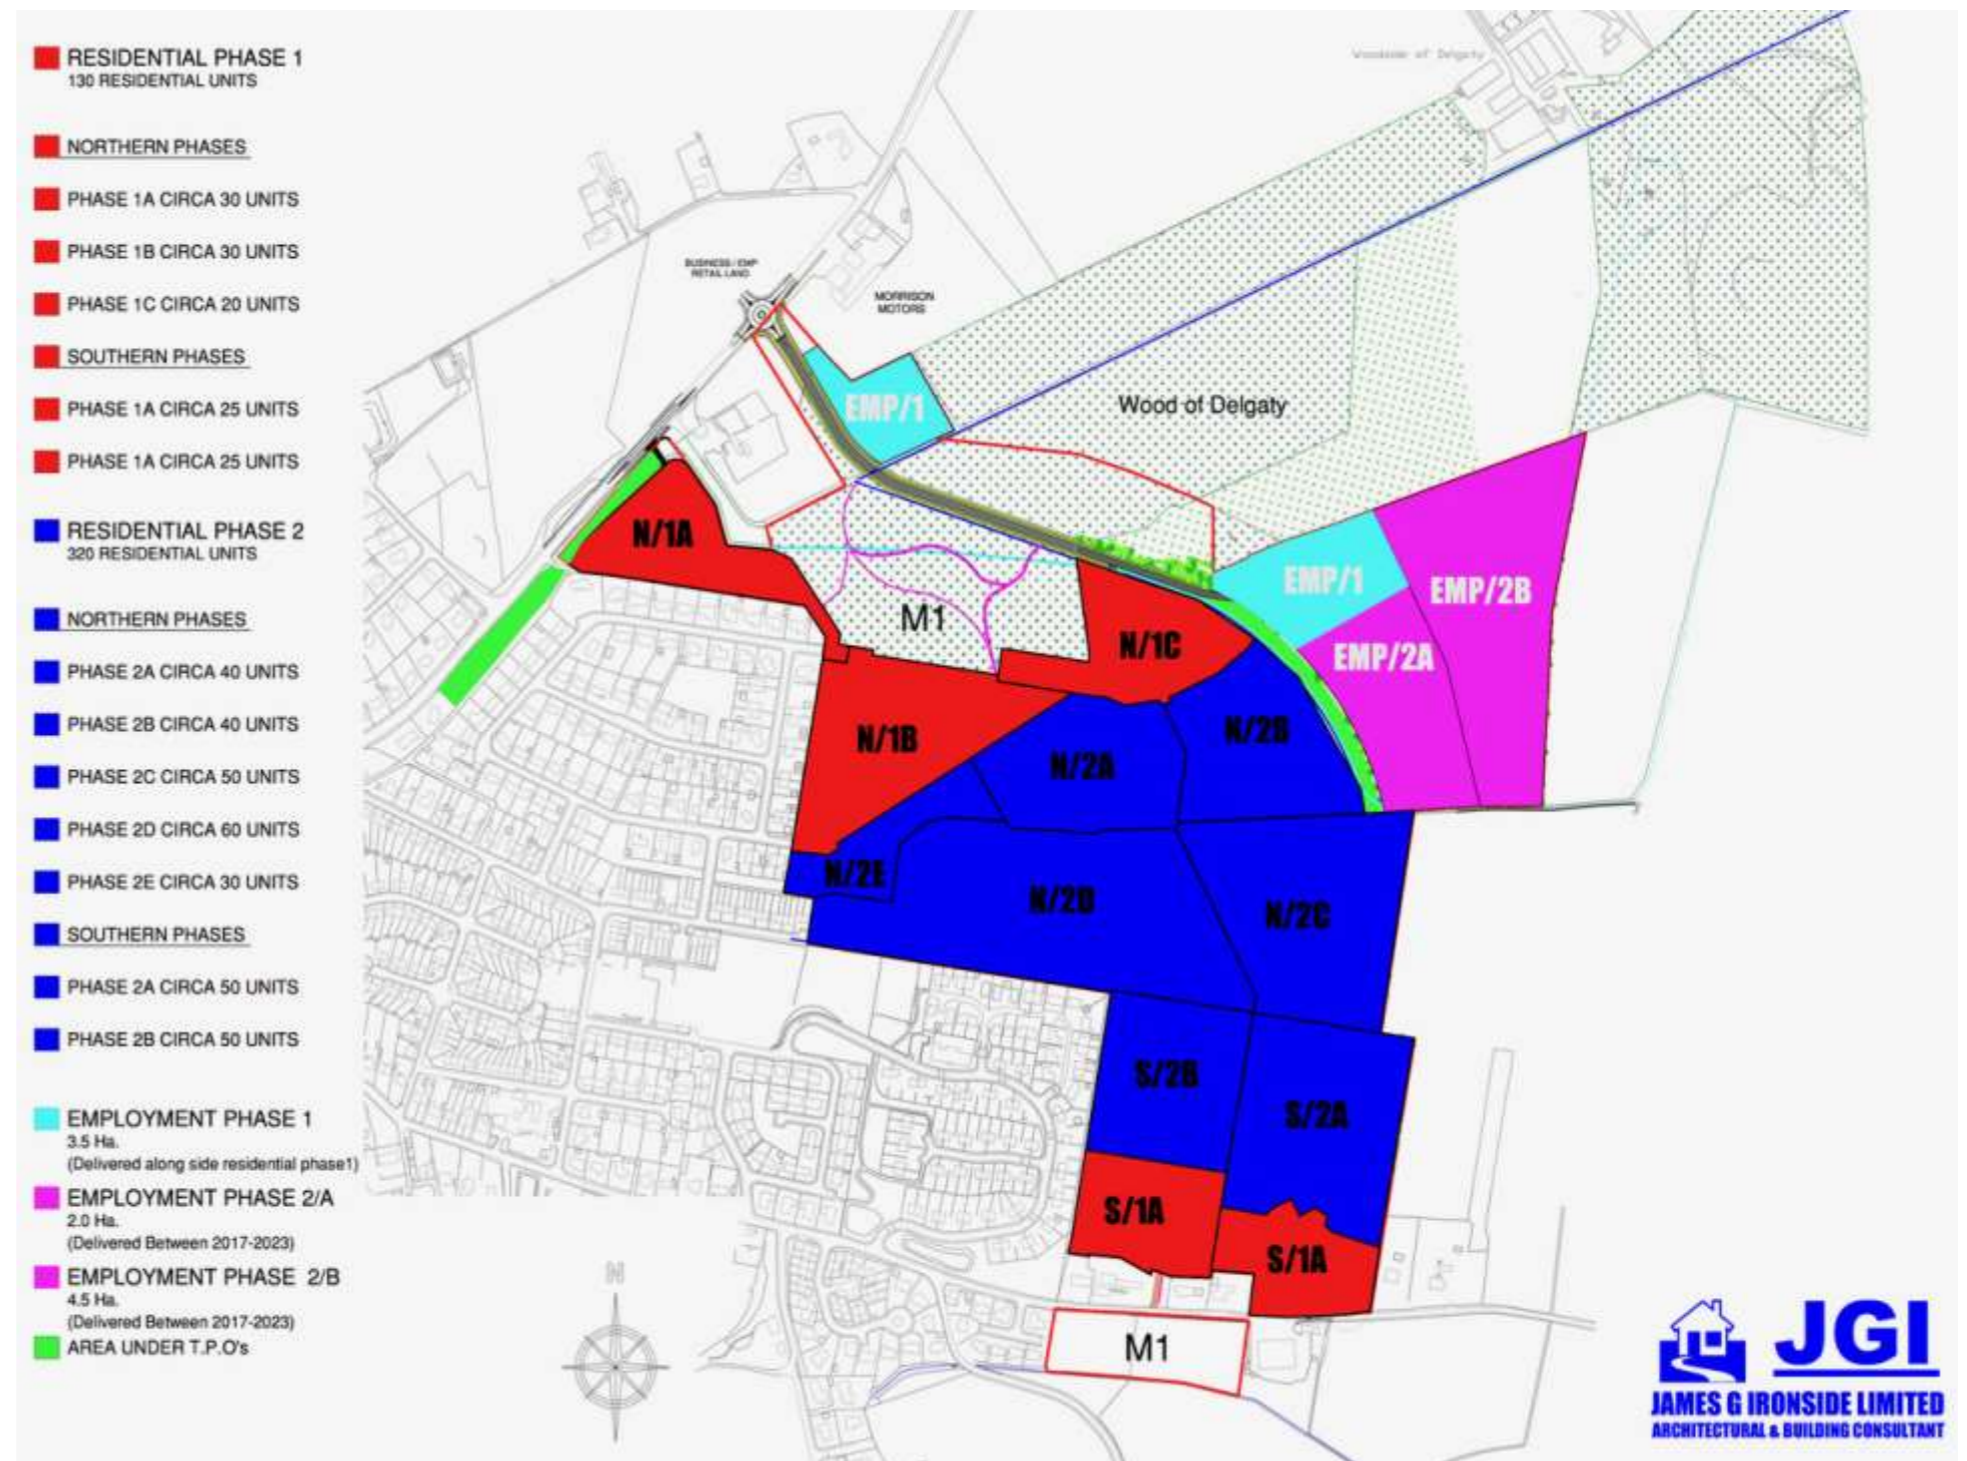 RESIDENTIAL PHASE 1
130 RESIDENTIAL UNITS
NORTHERN PHASES
PHASE 1A CIRCA 30 UNITS
PHASE 1B CIRCA 30 UNITS
PHASE 1C CIRCA 20 UNITS
SOUTHERN PHASES
PHASE 1A CIRCA 25 UNITS
PHASE 1A CIRCA 25 UNITS
RESIDENTIAL PHASE 2
320 RESIDENTIAL UNITS
NORTHERN PHASES
PHASE 2A CIRCA 40 UNITS
PHASE 2B CIRCA 40 UNITS
PHASE 2C CIRCA 50 UNITS
PHASE 2D CIRCA 60 UNITS
PHASE 2E CIRCA 30 UNITS
SOUTHERN PHASES
PHASE 2A CIRCA 50 UNITS
PHASE 2B CIRCA 50 UNITS
EMPLOYMENT PHASE 1
3.5 Ha.
(Delivered along side residential phase1)
EMPLOYMENT PHASE 2/A
2.0 Ha.
(Delivered Between 2017-2023)
EMPLOYMENT PHASE 2/B
4.5 Ha.
(Delivered Between 2017-2023)
AREA UNDER T.P.O's
Woodside of Delgaty
BUSINESS / EMP
RETAIL LAND
MORRISON
MOTORS
EMP/1
Wood of Delgaty
N/1A
EMP/1
EMP/2B
M1
N/1C
EMP/2A
N/1B
N/2A
N/2B
N/2E
N/2D
N/2C
S/2B
S/2A
S/1A
S/1A
M1
N
JGI
JAMES G IRONSIDE LIMITED
ARCHITECTURAL & BUILDING CONSULTANT